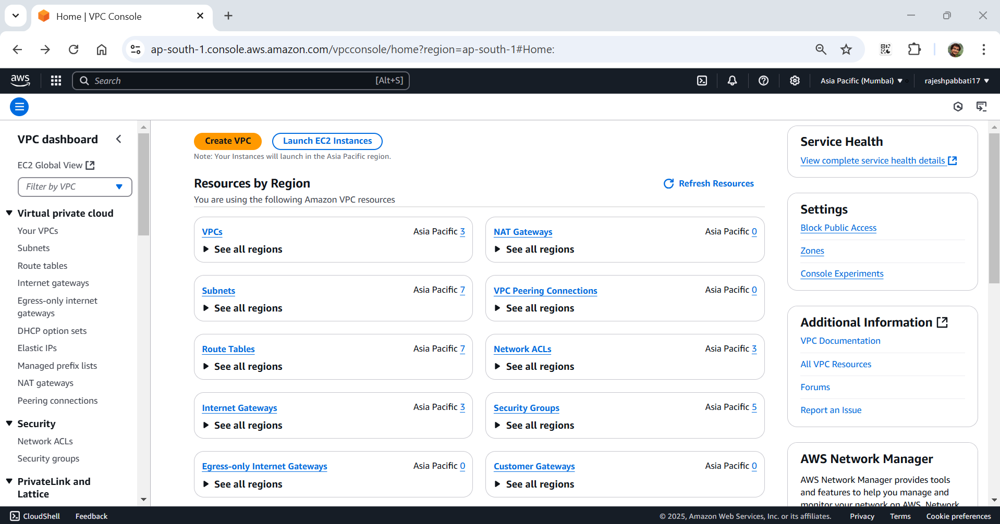 Home | VPC Console
ap-south-1.console.aws.amazon.com/vpcconsole/home?region=ap-south-1#Home:
aws
Search
[Alt+S]
Asia Pacific (Mumbai)
rajeshpabbati17
VPC dashboard
EC2 Global View
Filter by VPC
Virtual private cloud
Your VPCs
Subnets
Route tables
Internet gateways
Egress-only internet
gateways
DHCP option sets
Elastic IPs
Managed prefix lists
NAT gateways
Peering connections
Security
Network ACLs
Security groups
PrivateLink and
Lattice
Create VPC
Launch EC2 Instances
Note: Your Instances will launch in the Asia Pacific region.
Resources by Region
Refresh Resources
You are using the following Amazon VPC resources
VPCs
Asia Pacific 3
See all regions
NAT Gateways
Asia Pacific 0
See all regions
Subnets
Asia Pacific 7
See all regions
VPC Peering Connections
Asia Pacific 0
See all regions
Route Tables
Asia Pacific 7
See all regions
Network ACLs
Asia Pacific 3
See all regions
Internet Gateways
Asia Pacific 3
See all regions
Security Groups
Asia Pacific 5
See all regions
Egress-only Internet Gateways
Asia Pacific 0
See all regions
Customer Gateways
Asia Pacific 0
See all regions
Service Health
View complete service health details
Settings
Block Public Access
Zones
Console Experiments
Additional Information
VPC Documentation
All VPC Resources
Forums
Report an Issue
AWS Network Manager
AWS Network Manager provides tools
and features to help you manage and
monitor your network on AWS. Network
CloudShell
Feedback
© 2025, Amazon Web Services, Inc. or its affiliates.
Privacy
Terms
Cookie preferences